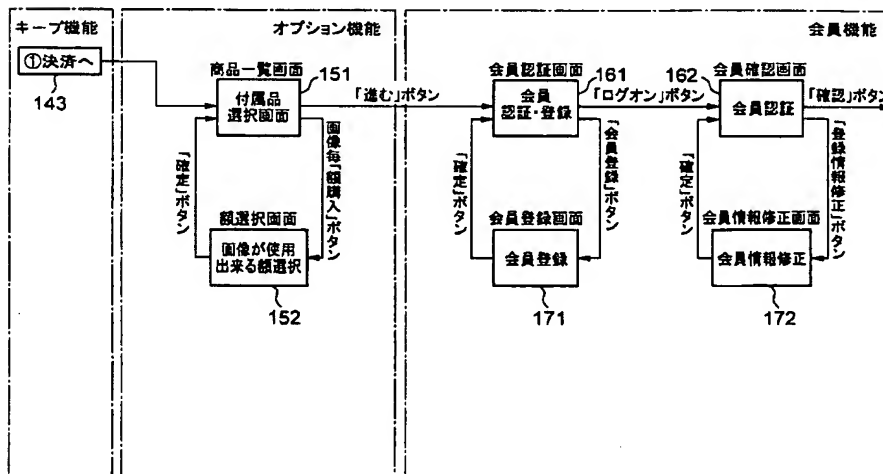 キープ機能
①決済へ
143
オプション機能
商品一覧画面
151
付属品
選択画面
「進む」ボタン
「確定」ボタン
画像毎「額購入」ボタン
額選択画面
画像が使用
出来る額選択
152
会員機能
会員認証画面
161
会員
認証・登録
「ログオン」ボタン
「確定」ボタン
「会員登録」ボタン
会員登録画面
会員登録
171
162
会員確認画面
会員認証
「確認」ボタン
「確定」ボタン
「登録情報修正」ボタン
会員情報修正画面
会員情報修正
172